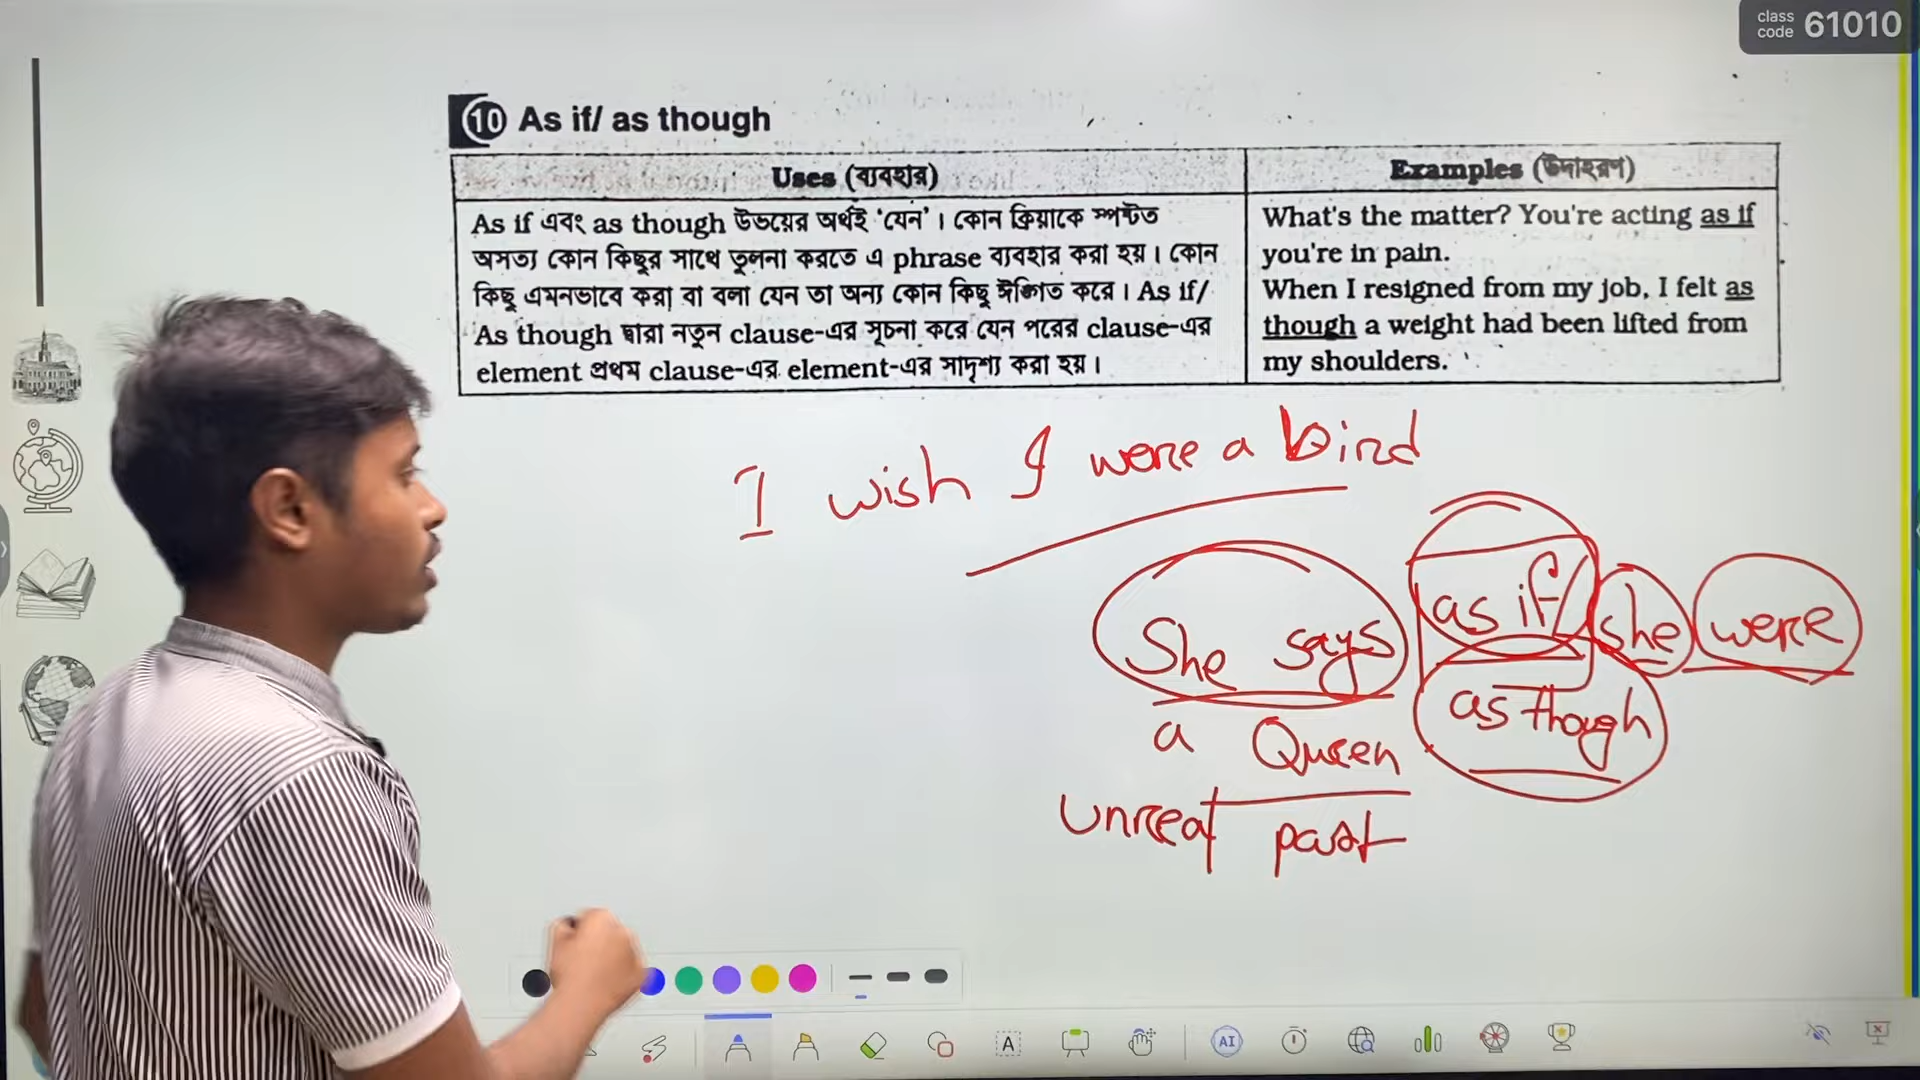 class code 61010
10 As if/ as though
Uses (ব্যবহার)
As if এবং as though উভয়ের অর্থই ‘যেন’। কোন ক্রিয়াকে স্পষ্টত
অসত্য কোন কিছুর সাথে তুলনা করতে এ phrase ব্যবহার করা হয়। কোন
কিছু এমনভাবে করা বা বলা যেন তা অন্য কোন কিছু ঈঙ্গিত করে। As if/
As though দ্বারা নতুন clause-এর সূচনা করে যেন পরের clause-এর
element প্রথম clause-এর element-এর সাদৃশ্য করা হয়।
Examples (উদাহরণ)
What's the matter? You're acting as if
you're in pain.
When I resigned from my job, I felt as
though a weight had been lifted from
my shoulders.
I wish I were a bird
She says as if/ she were
as though
a Queen
Unreal past
A
AI